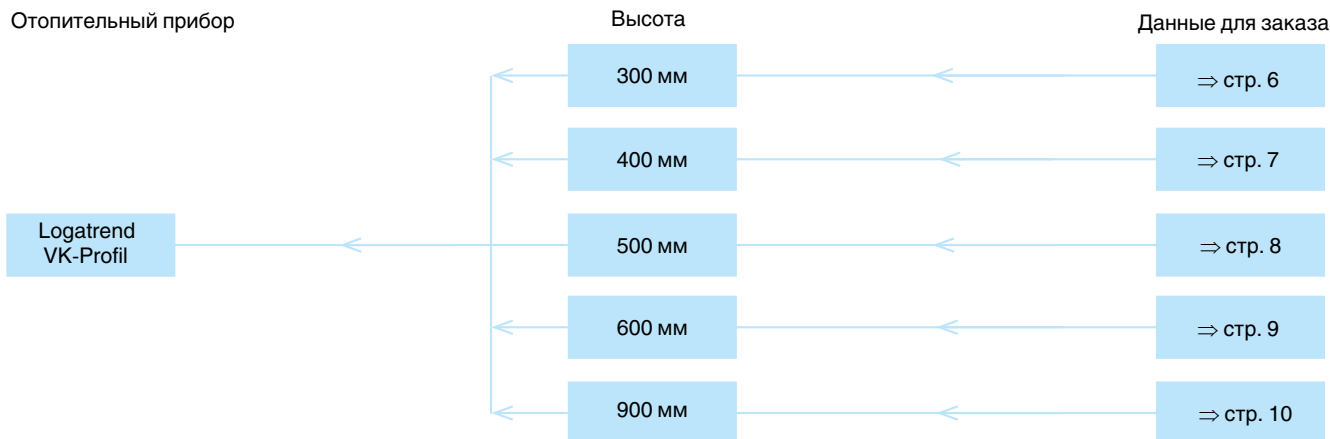 Отопительный прибор
Высота
Данные для заказа
300 мм
⇒ стр. 6
400 мм
⇒ стр. 7
Logatrend
VK-Profil
500 мм
⇒ стр. 8
600 мм
⇒ стр. 9
900 мм
⇒ стр. 10